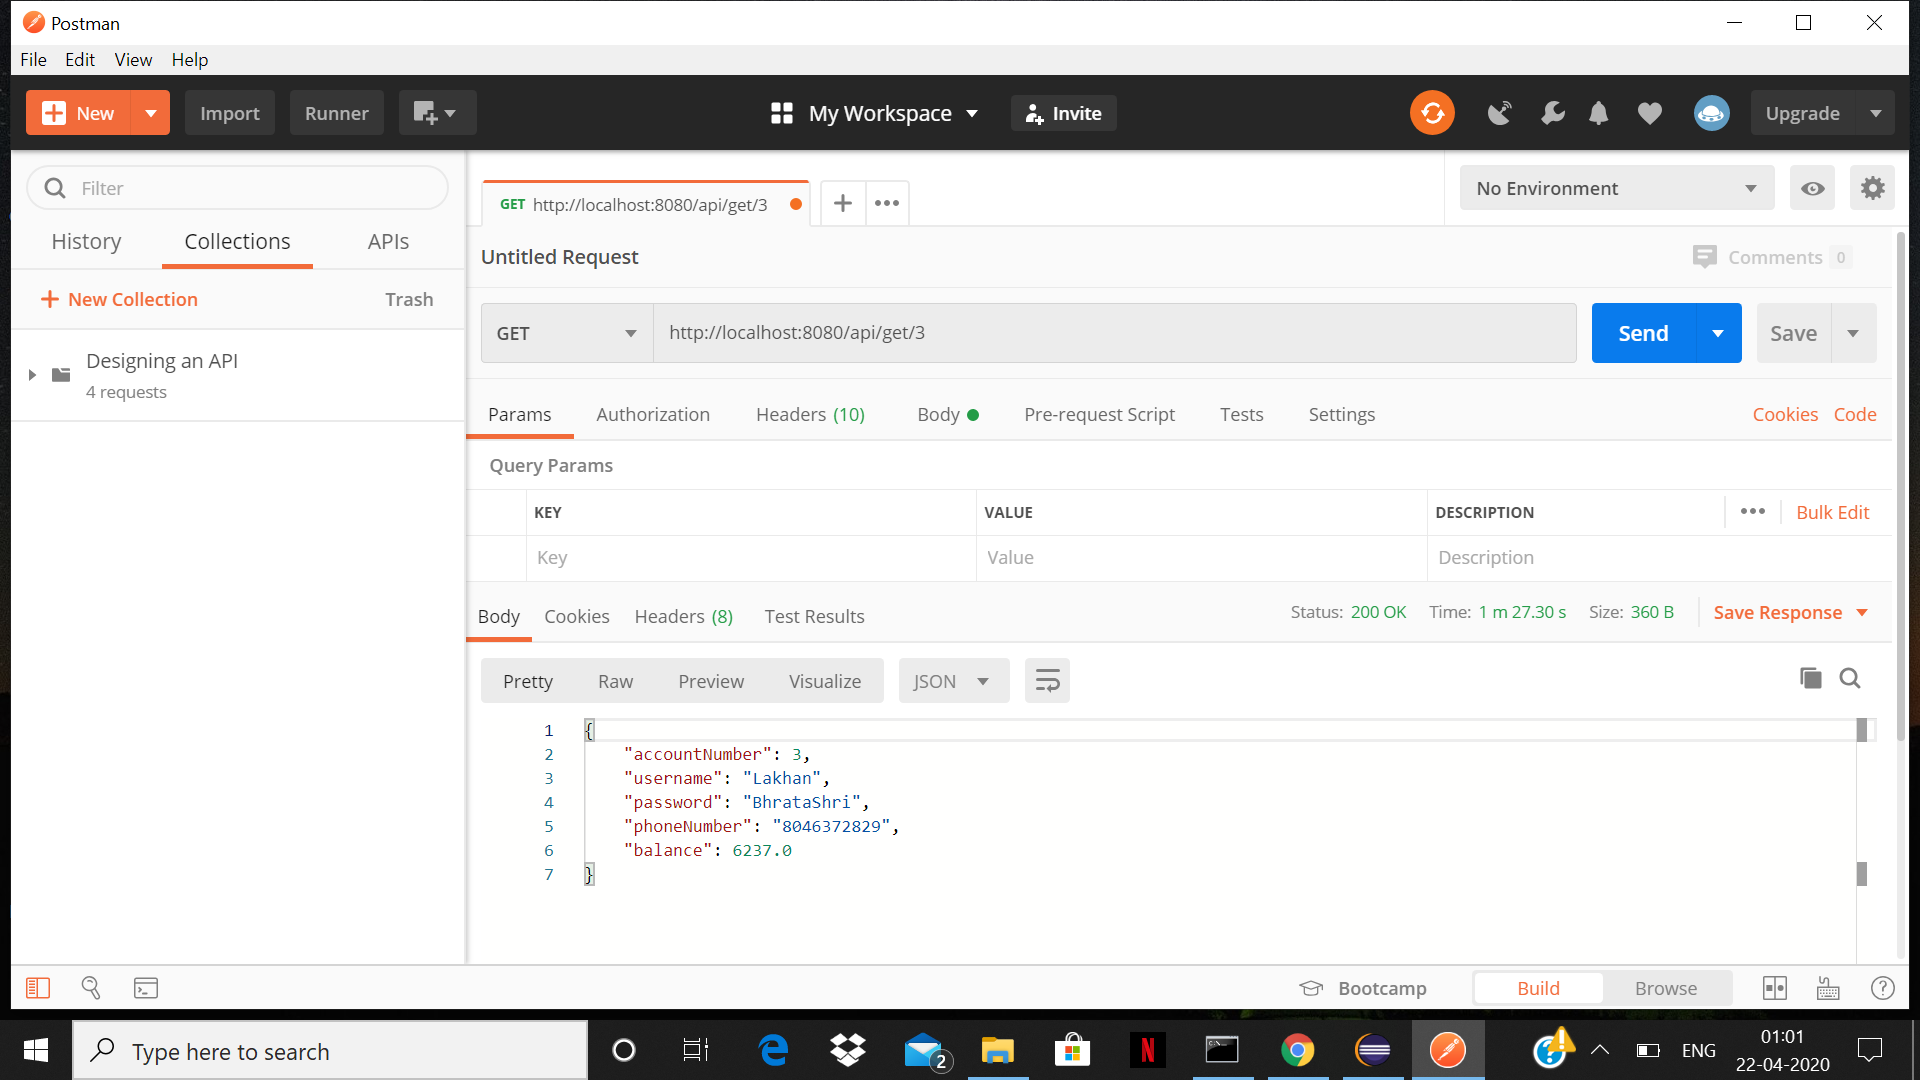 Postman
File Edit View Help
New Import Runner My Workspace Invite Upgrade
Filter
History Collections APIs
New Collection Trash
Designing an API
4 requests
GET http://localhost:8080/api/get/3
No Environment
Untitled Request
Comments 0
GET http://localhost:8080/api/get/3 Send Save
Params Authorization Headers (10) Body Pre-request Script Tests Settings Cookies Code
Query Params
KEY VALUE DESCRIPTION Bulk Edit
Key Value Description
Body Cookies Headers (8) Test Results Status: 200 OK Time: 1 m 27.30 s Size: 360 B Save Response
Pretty Raw Preview Visualize JSON
1 {
2 "accountNumber": 3,
3 "username": "Lakhan",
4 "password": "BhrataShri",
5 "phoneNumber": "8046372829",
6 "balance": 6237.0
7 }
Bootcamp Build Browse
Type here to search
2
N
ENG
01:01
22-04-2020